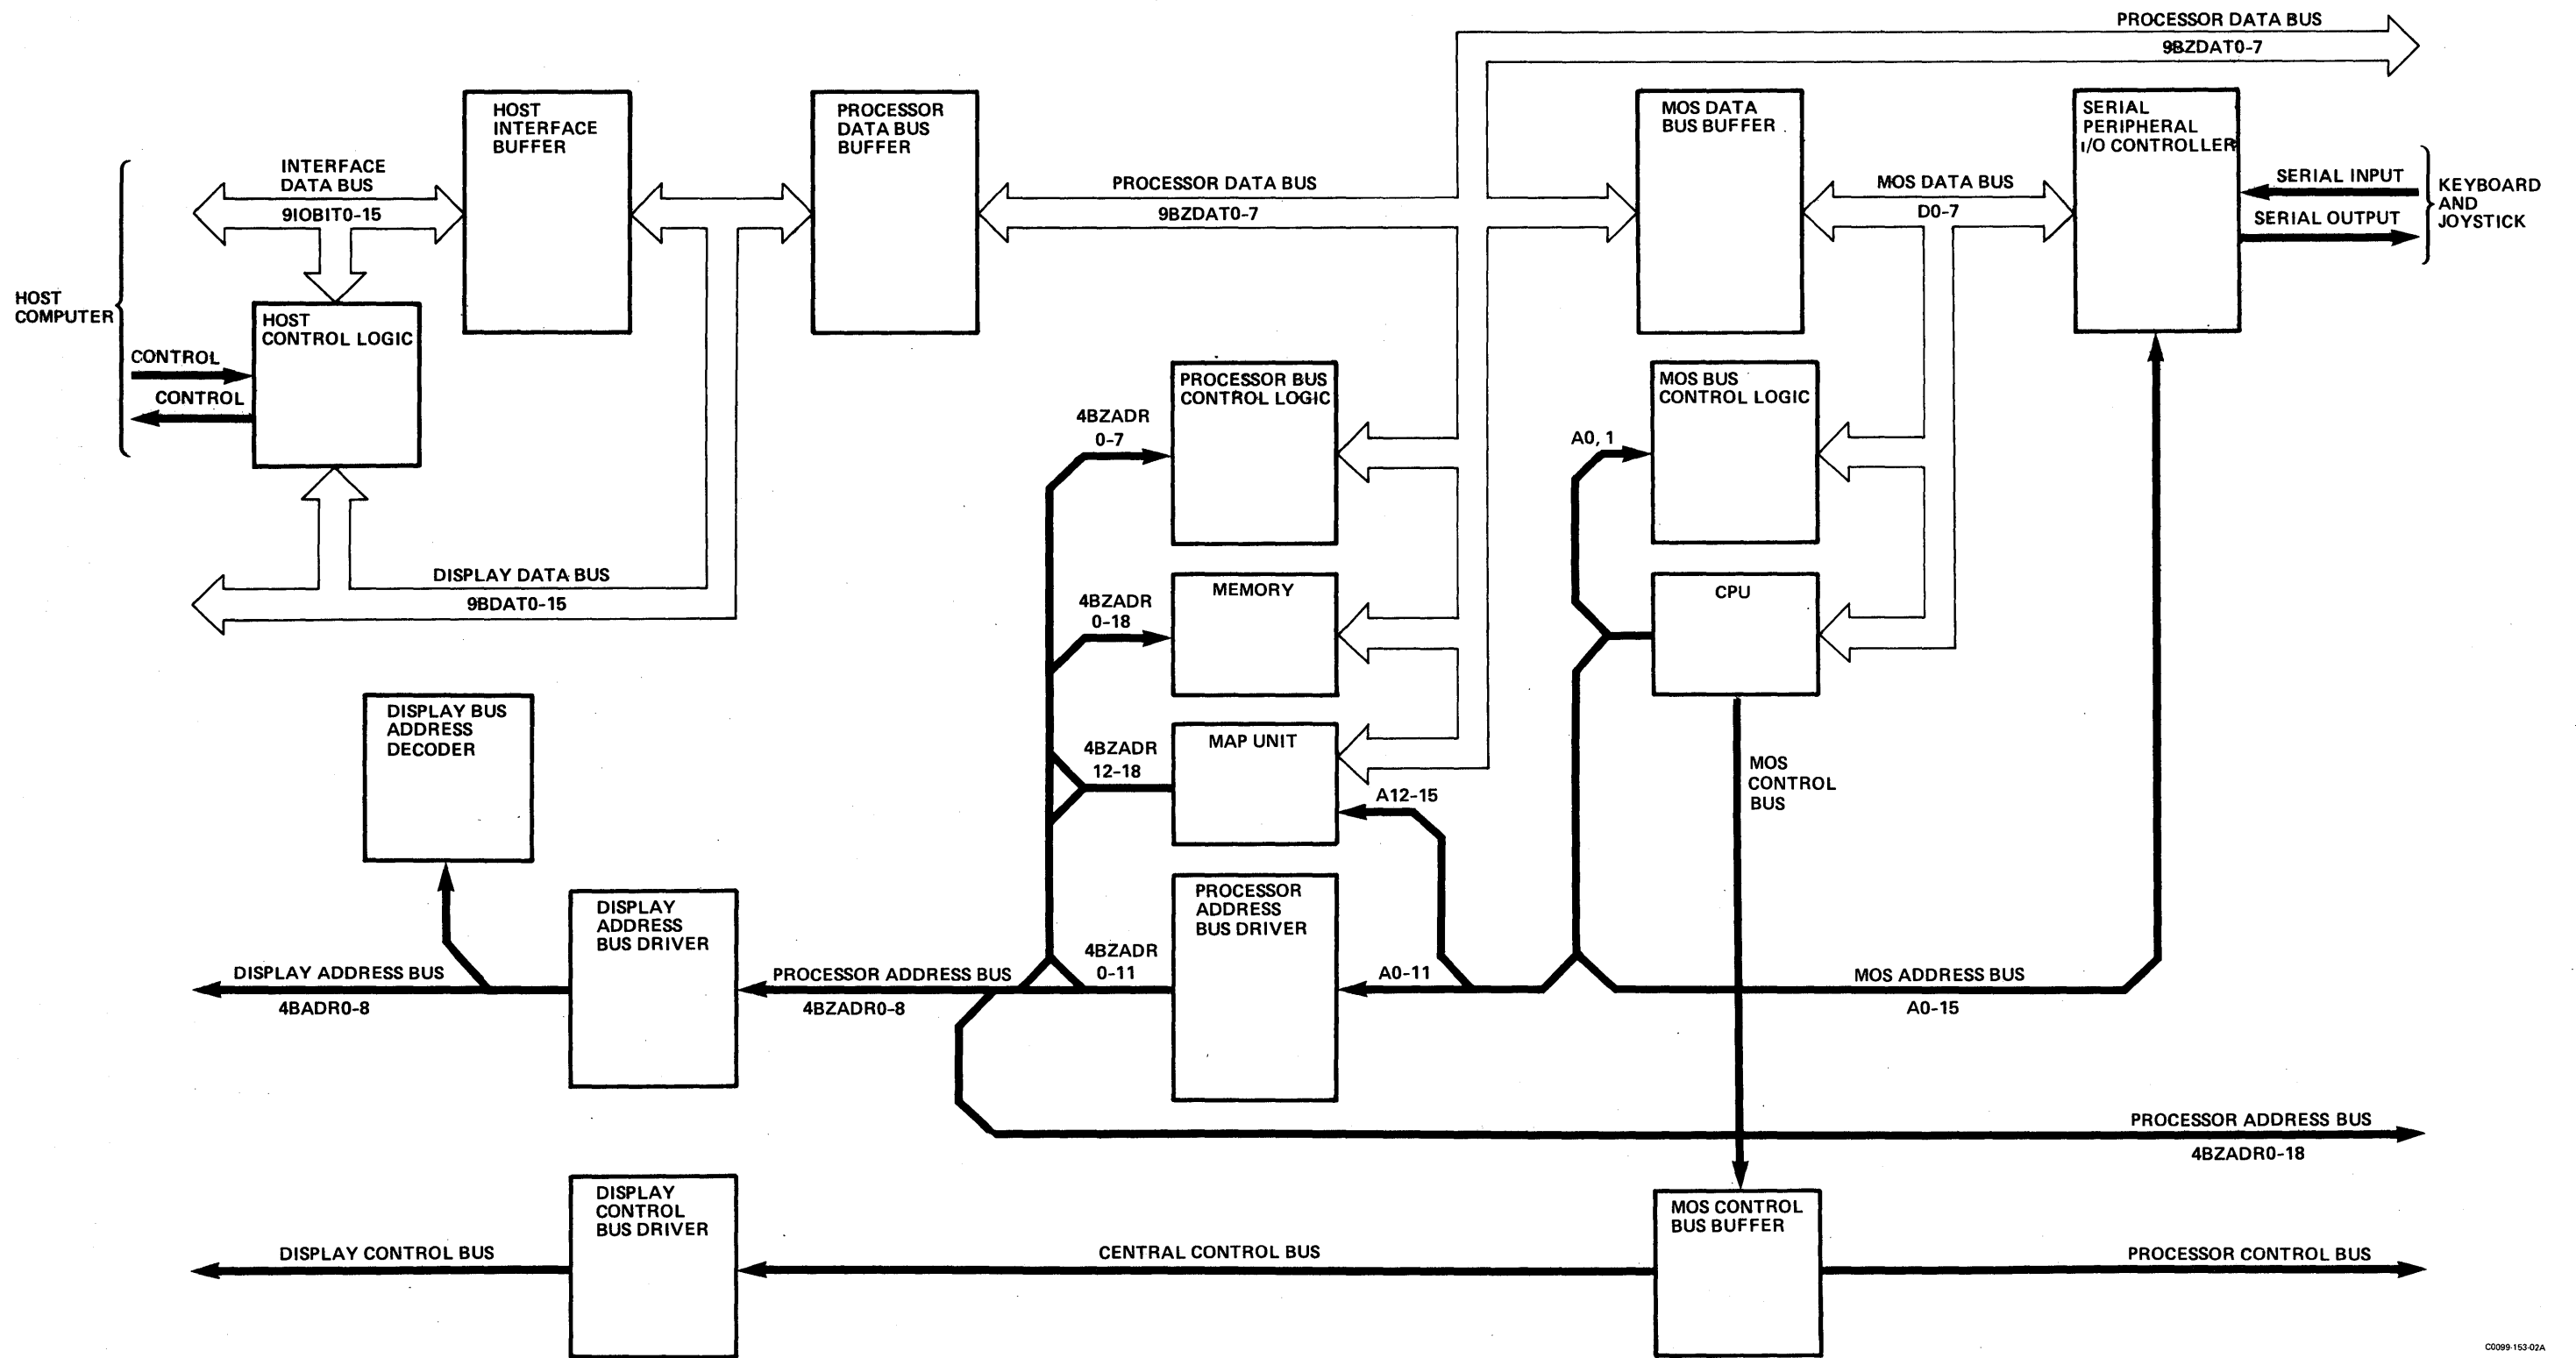 PROCESSOR DATA BUS
9BZDAT0-7
HOST
INTERFACE
BUFFER
PROCESSOR
DATA BUS
BUFFER
MOS DATA
BUS BUFFER
SERIAL
PERIPHERAL
I/O CONTROLLER
INTERFACE
DATA BUS
9IOBIT0-15
PROCESSOR DATA BUS
9BZDAT0-7
MOS DATA BUS
D0-7
SERIAL INPUT
SERIAL OUTPUT
KEYBOARD
AND
JOYSTICK
HOST
COMPUTER
HOST
CONTROL LOGIC
CONTROL
CONTROL
PROCESSOR BUS
CONTROL LOGIC
MOS BUS
CONTROL LOGIC
4BZADR
0-7
A0, 1
DISPLAY DATA BUS
9BDAT0-15
4BZADR
0-18
MEMORY
CPU
DISPLAY BUS
ADDRESS
DECODER
4BZADR
12-18
MAP UNIT
A12-15
MOS
CONTROL
BUS
DISPLAY
ADDRESS
BUS DRIVER
PROCESSOR
ADDRESS
BUS DRIVER
DISPLAY ADDRESS BUS
4BADR0-8
PROCESSOR ADDRESS BUS
4BZADR0-8
4BZADR
0-11
A0-11
MOS ADDRESS BUS
A0-15
PROCESSOR ADDRESS BUS
4BZADR0-18
DISPLAY
CONTROL
BUS DRIVER
MOS CONTROL
BUS BUFFER
DISPLAY CONTROL BUS
CENTRAL CONTROL BUS
PROCESSOR CONTROL BUS
C0099-153-02A